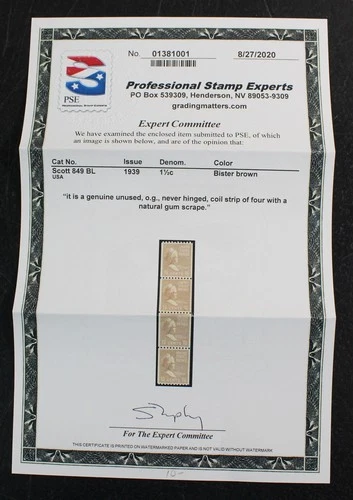 No. 01381001 8/27/2020
PSE
Professional Stamp Experts
PO Box 539309, Henderson, NV 89053-9309
gradingmatters.com
Expert Committee
We have examined the enclosed item submitted to PSE, of which
an image is shown below, and are of the opinion that:
Cat No. Issue Denom. Color
Scott 849 BL 1939 1½c Bister brown
USA
“it is a genuine unused, o.g., never hinged, coil strip of four with a
natural gum scrape.”
For The Expert Committee
THIS CERTIFICATE IS PRINTED ON WATERMARKED PAPER AND IS NOT VALID WITHOUT WATERMARK